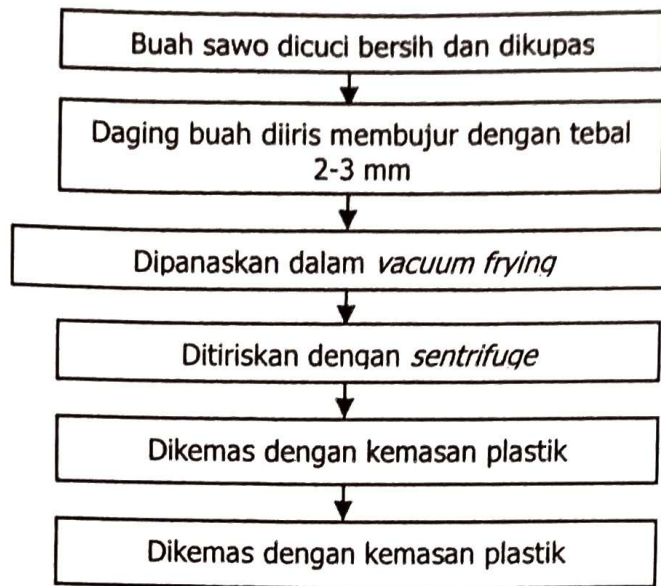 Buah sawo dicuci bersih dan dikupas
Daging buah diiris membujur dengan tebal
2-3 mm
Dipanaskan dalam vacuum frying
Ditiriskan dengan sentrifuge
Dikemas dengan kemasan plastik
Dikemas dengan kemasan plastik